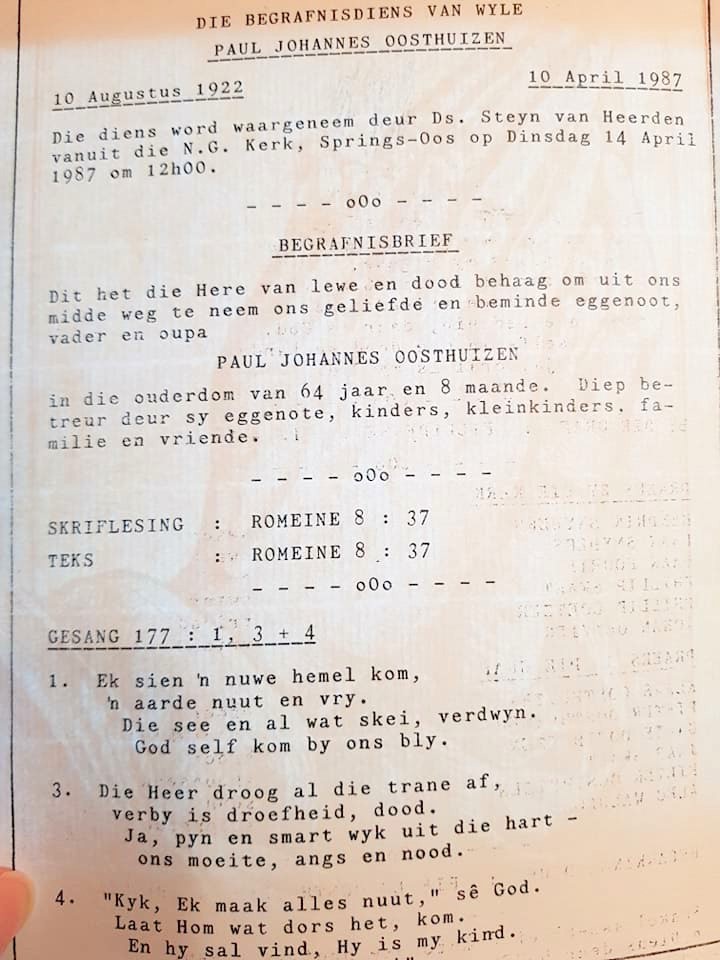 DIE BEGRAFNISDIENS VAN WYLE
PAUL JOHANNES OOSTHUIZEN
10 Augustus 1922 10 April 1987
Die diens word waargeneem deur Ds. Steyn van Heerden
vanuit die N.G. Kerk, Springs-Oos op Dinsdag 14 April
1987 om 12h00.
- - - - oOo - - - -
BEGRAFNISBRIEF
Dit het die Here van lewe en dood behaag om uit ons
midde weg te neem ons geliefde en beminde eggenoot,
vader en oupa
PAUL JOHANNES OOSTHUIZEN
in die ouderdom van 64 jaar en 8 maande. Diep be-
treur deur sy eggenote, kinders, kleinkinders. fa-
milie en vriende.
- - - - oOo - - - -
SKRIFLESING : ROMEINE 8 : 37
TEKS : ROMEINE 8 : 37
- - - - oOo - - - -
GESANG 177 : 1, 3 + 4
1. Ek sien 'n nuwe hemel kom,
'n aarde nuut en vry.
Die see en al wat skei, verdwyn.
God self kom by ons bly.
3. Die Heer droog al die trane af,
verby is droefheid, dood.
Ja, pyn en smart wyk uit die hart -
ons moeite, angs en nood.
4. "Kyk, Ek maak alles nuut," sê God.
Laat Hom wat dors het, kom.
En hy sal vind, Hy is my kind.